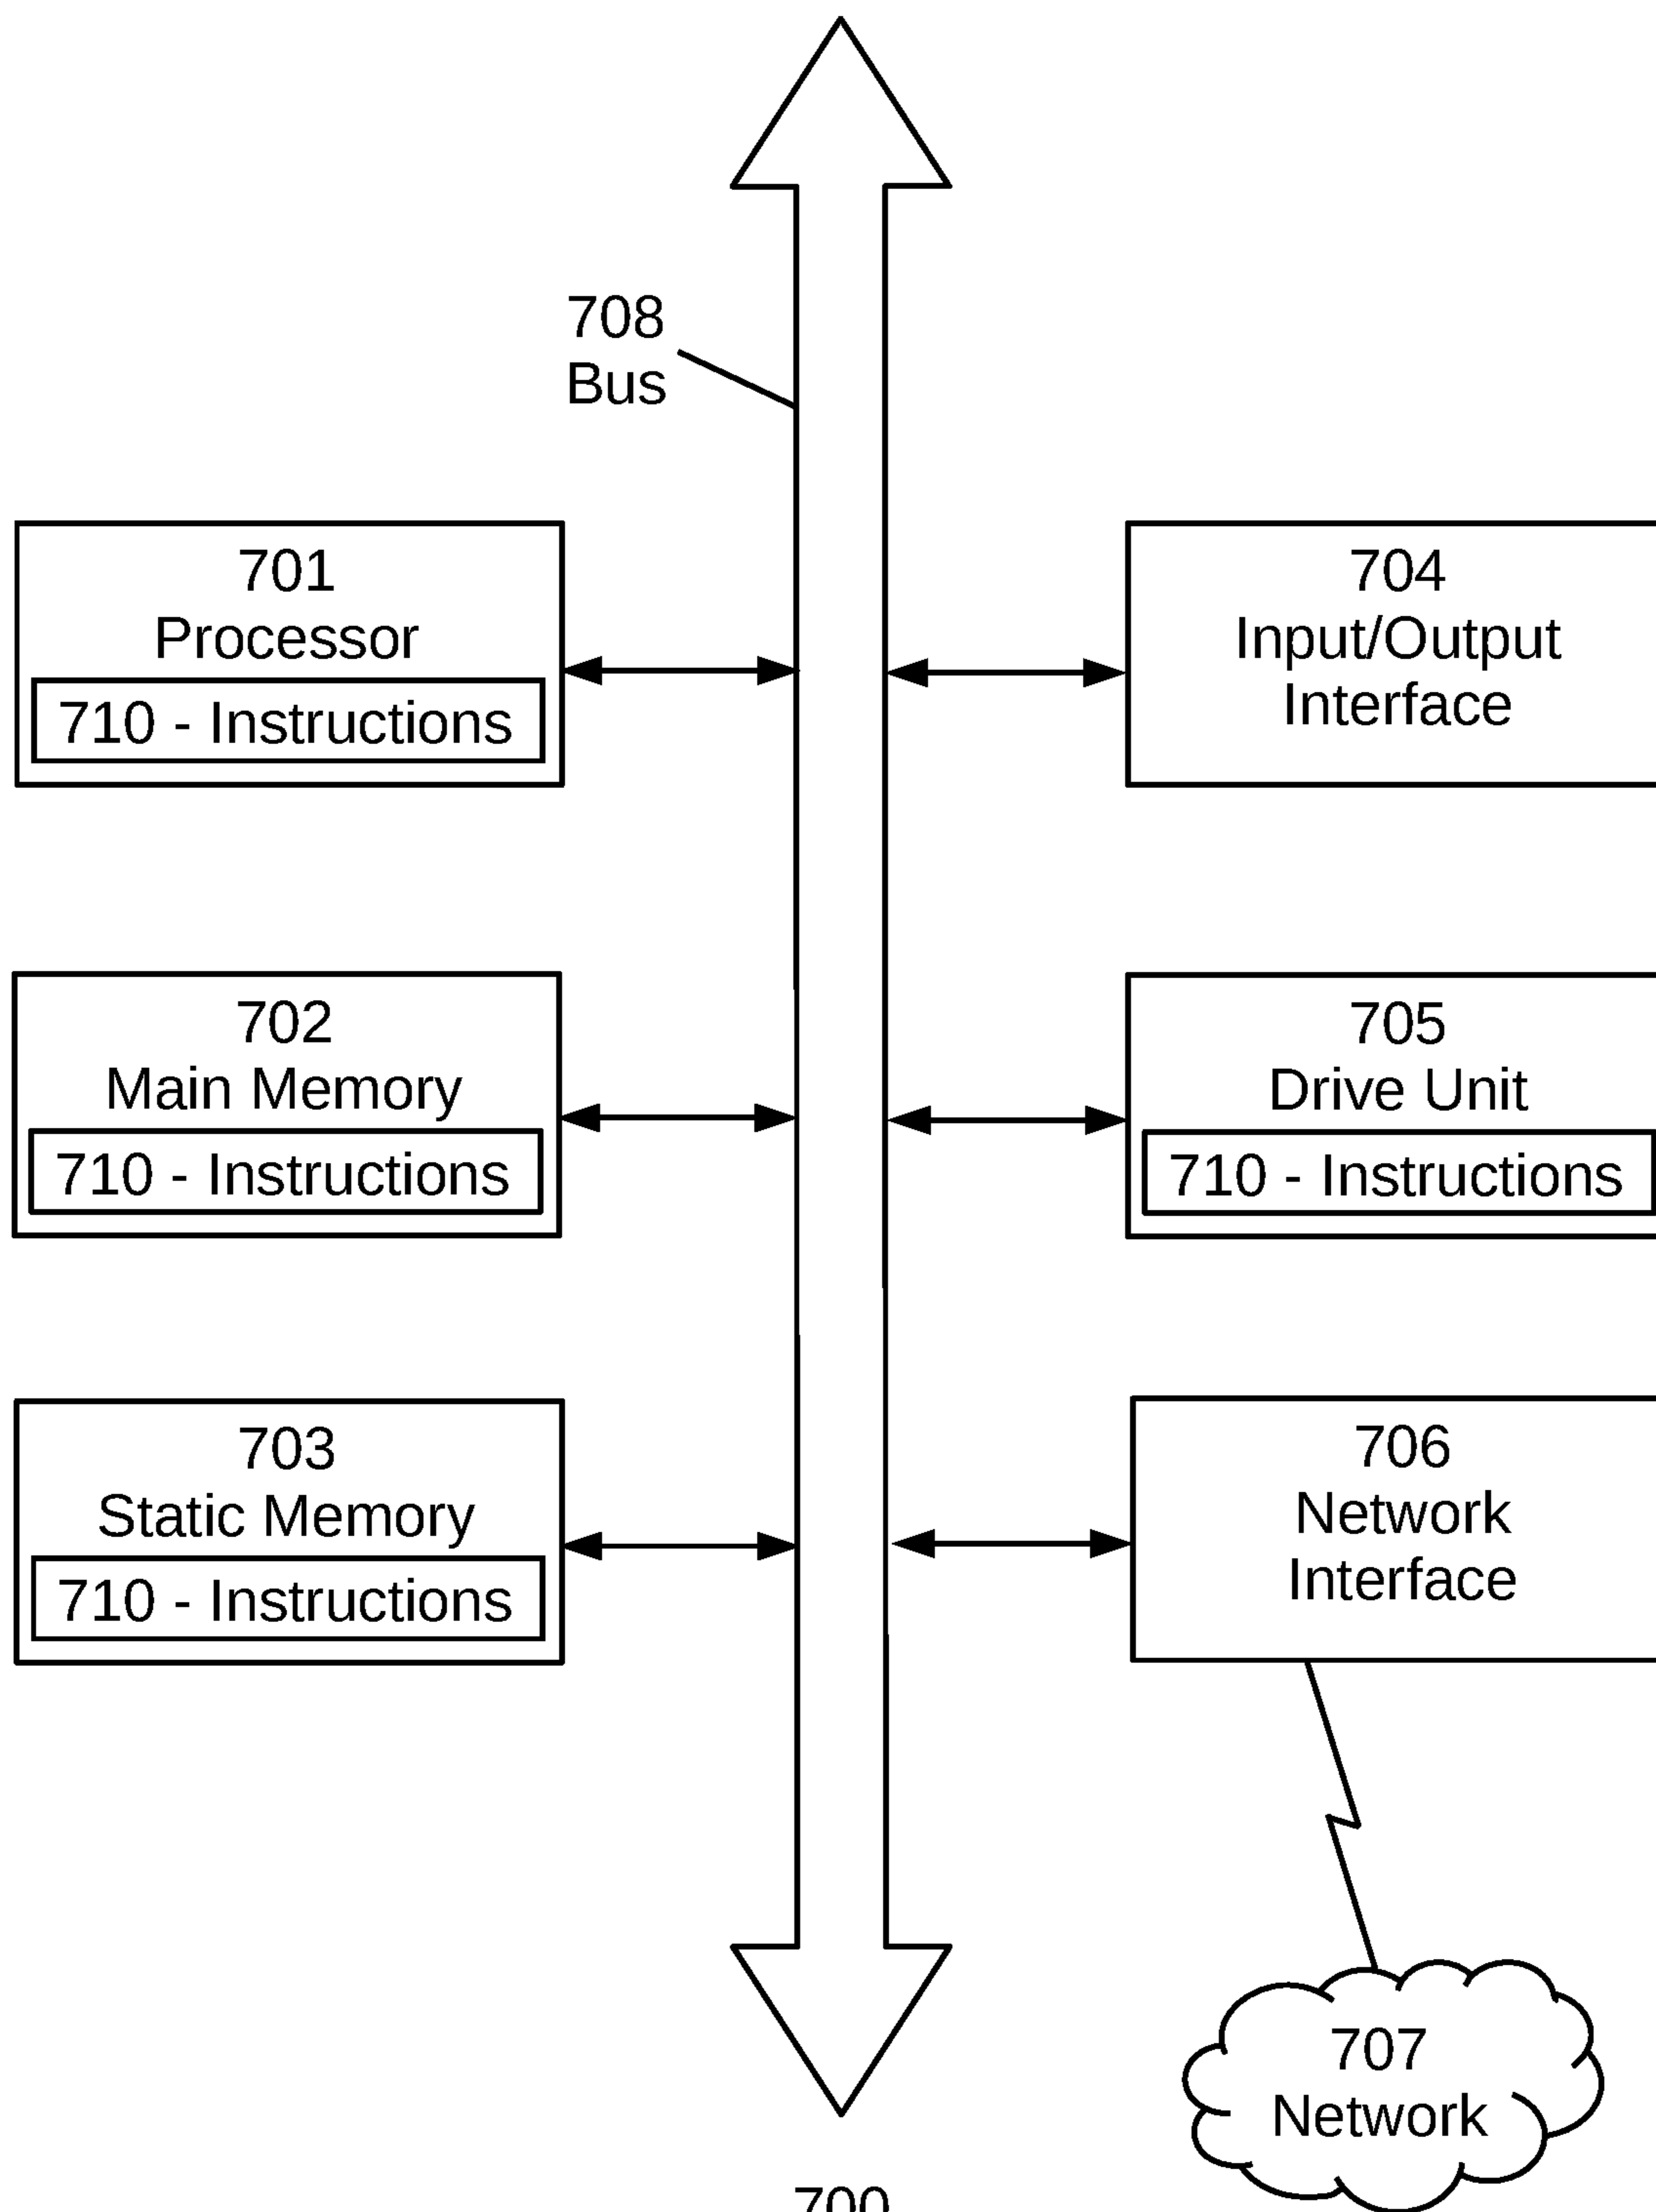 708
Bus
701
Processor
710 - Instructions
704
Input/Output
Interface
702
Main Memory
710 - Instructions
705
Drive Unit
710 - Instructions
703
Static Memory
710 - Instructions
706
Network
Interface
707
Network
700